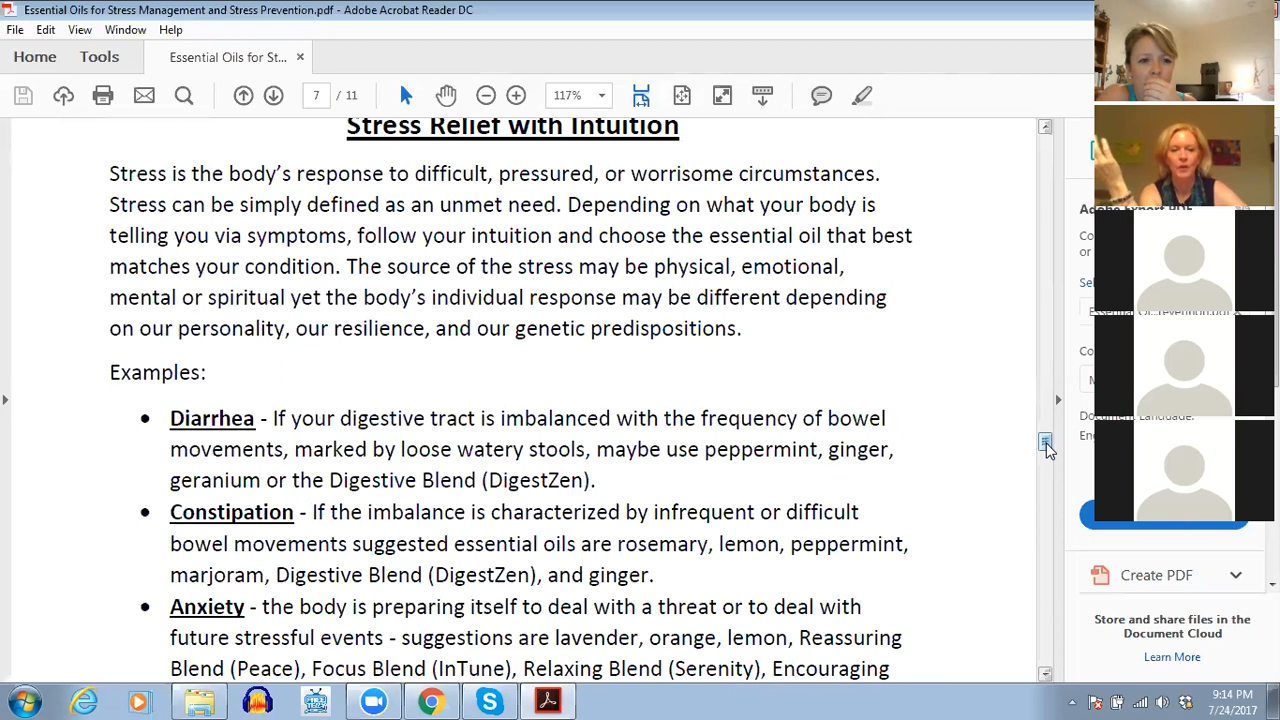 Essential Oils for Stress Management and Stress Prevention.pdf - Adobe Acrobat Reader DC
File Edit View Window Help
Home Tools Essential Oils for St... ×
7 / 11 117%
Stress Relief with Intuition
Stress is the body's response to difficult, pressured, or worrisome circumstances.
Stress can be simply defined as an unmet need. Depending on what your body is
telling you via symptoms, follow your intuition and choose the essential oil that best
matches your condition. The source of the stress may be physical, emotional,
mental or spiritual yet the body's individual response may be different depending
on our personality, our resilience, and our genetic predispositions.
Examples:
• Diarrhea - If your digestive tract is imbalanced with the frequency of bowel
movements, marked by loose watery stools, maybe use peppermint, ginger,
geranium or the Digestive Blend (DigestZen).
• Constipation - If the imbalance is characterized by infrequent or difficult
bowel movements suggested essential oils are rosemary, lemon, peppermint,
marjoram, Digestive Blend (DigestZen), and ginger.
• Anxiety - the body is preparing itself to deal with a threat or to deal with
future stressful events - suggestions are lavender, orange, lemon, Reassuring
Blend (Peace), Focus Blend (InTune), Relaxing Blend (Serenity), Encouraging
Create PDF
Store and share files in the
Document Cloud
Learn More
9:14 PM
7/24/2017